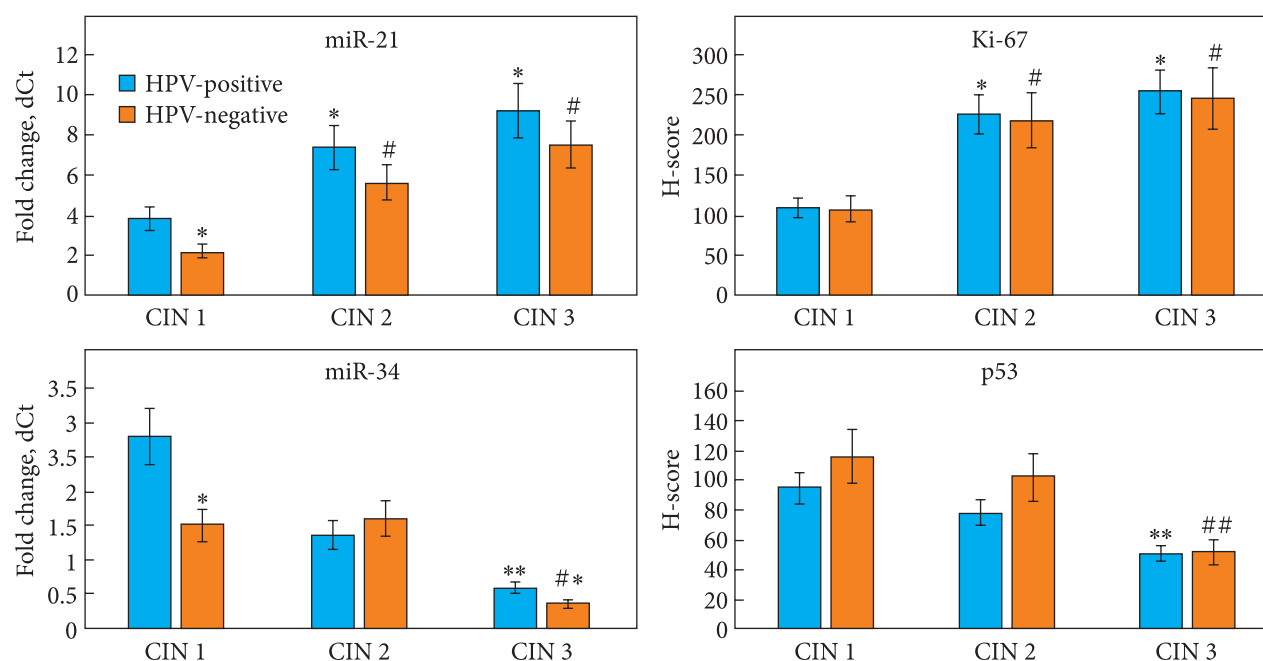 miR-21
Fold change, dCt
12
10
8
6
4
2
0
HPV-positive
HPV-negative
*
*
#
*
#
CIN 1
CIN 2
CIN 3
Ki-67
H-score
300
250
200
150
100
50
0
*
#
*
#
CIN 1
CIN 2
CIN 3
miR-34
Fold change, dCt
3.5
3
3.5
2
1.5
1
0.5
0
*
**
#*
CIN 1
CIN 2
CIN 3
p53
H-score
160
140
120
100
80
60
40
20
0
**
##
CIN 1
CIN 2
CIN 3